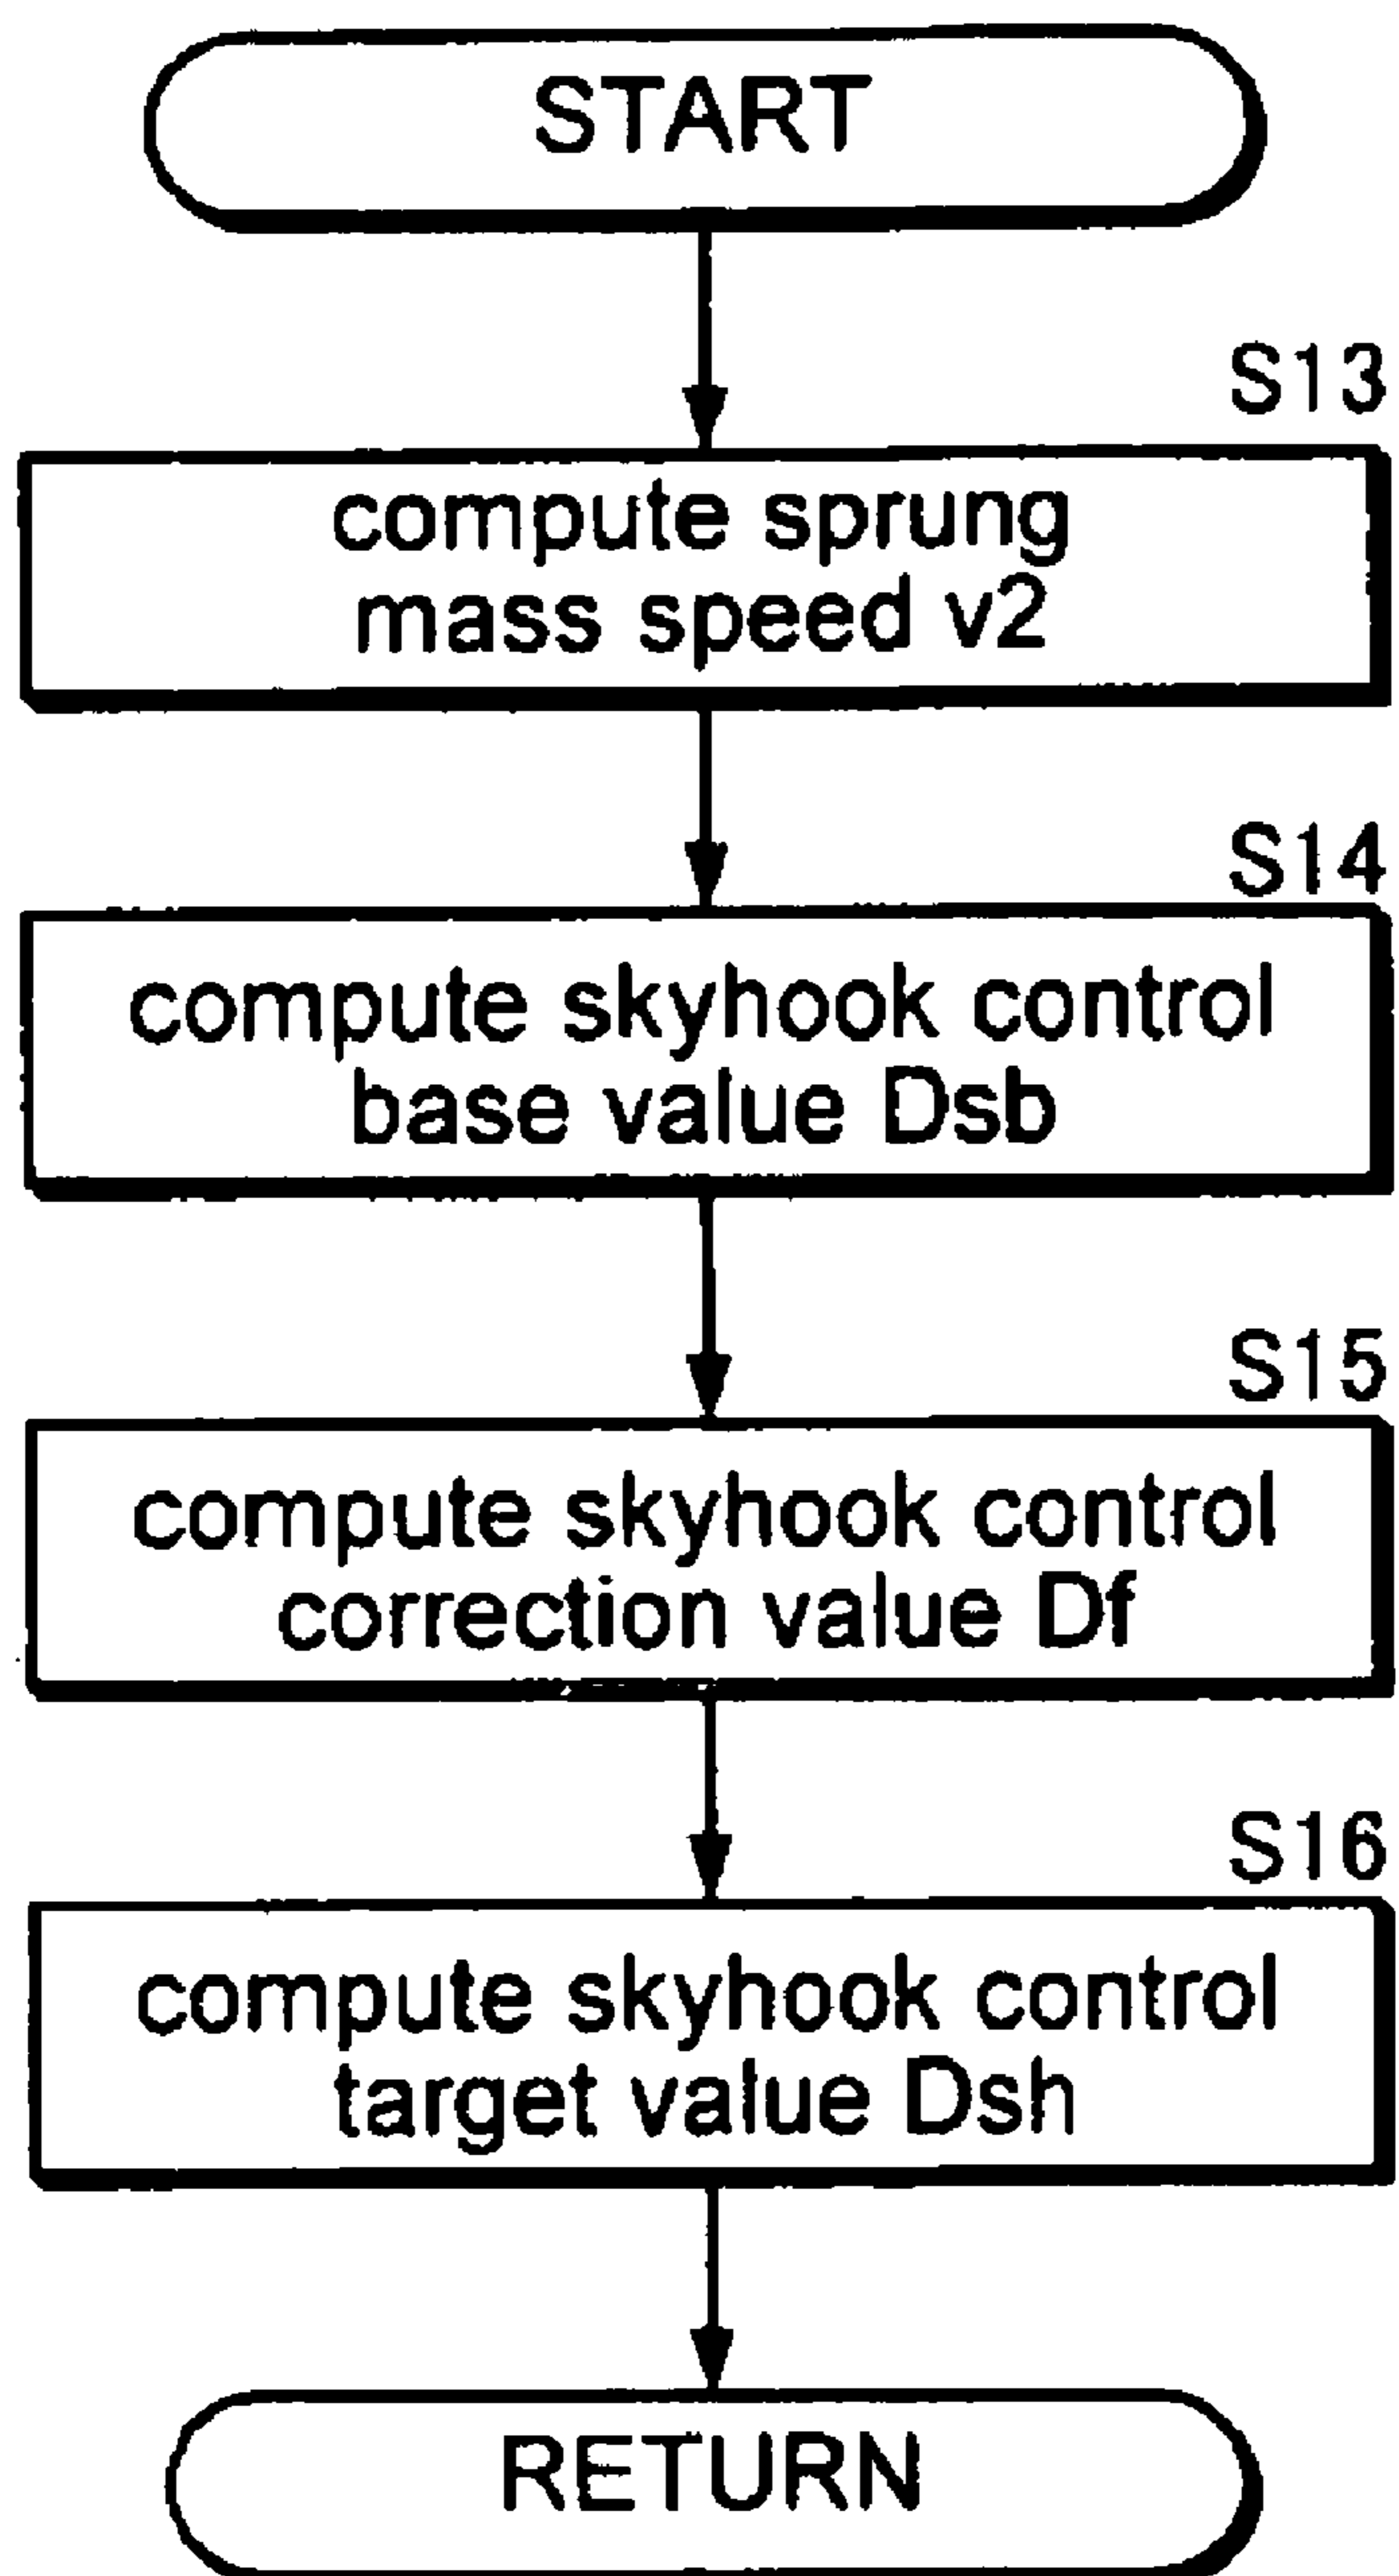 START
S13
compute sprung
mass speed v2
S14
compute skyhook control
base value Dsb
S15
compute skyhook control
correction value Df
S16
compute skyhook control
target value Dsh
RETURN